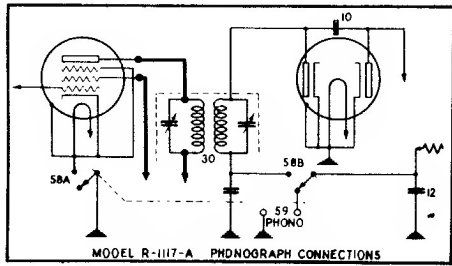 10
30
58A
58B
59
PHONO
12
MODEL R-1117-A PHONOGRAPH CONNECTIONS